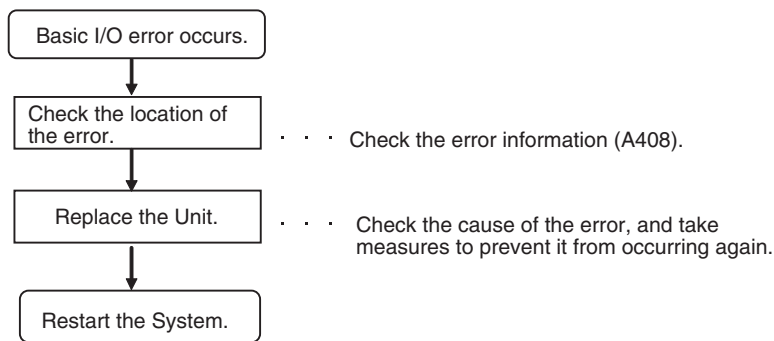 Basic I/O error occurs.
Check the location of
the error.
· · · Check the error information (A408).
Replace the Unit.
· · · Check the cause of the error, and take
measures to prevent it from occurring again.
Restart the System.